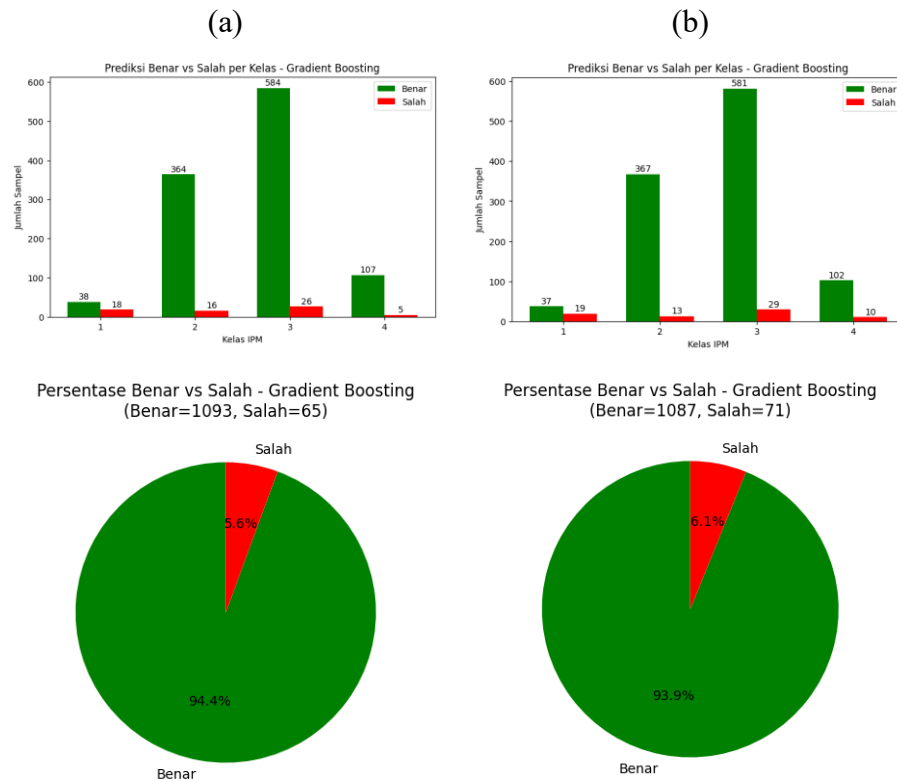 (a)
Prediksi Benar vs Salah per Kelas - Gradient Boosting
600
500
400
300
200
100
0
Jumlah Sampel
Benar
Salah
38
18
364
16
584
26
107
5
1
2
3
4
Kelas IPM
Persentase Benar vs Salah - Gradient Boosting
(Benar=1093, Salah=65)
Salah
5.6%
94.4%
Benar
(b)
Prediksi Benar vs Salah per Kelas - Gradient Boosting
600
500
400
300
200
100
0
Jumlah Sampel
Benar
Salah
37
19
367
13
581
29
102
10
1
2
3
4
Kelas IPM
Persentase Benar vs Salah - Gradient Boosting
(Benar=1087, Salah=71)
Salah
6.1%
93.9%
Benar